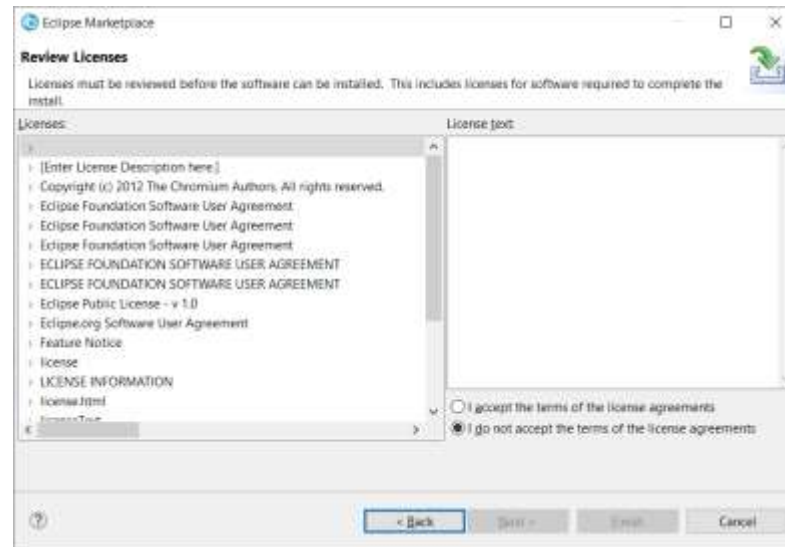 Eclipse Marketplace
Review Licenses
Licenses must be reviewed before the software can be installed. This includes licenses for software required to complete the
install.
Licenses:
License text:
[Enter License Description here.]
Copyright (c) 2012 The Chromium Authors. All rights reserved.
Eclipse Foundation Software User Agreement
Eclipse Foundation Software User Agreement
Eclipse Foundation Software User Agreement
ECLIPSE FOUNDATION SOFTWARE USER AGREEMENT
ECLIPSE FOUNDATION SOFTWARE USER AGREEMENT
Eclipse Public License - v 1.0
Eclipse.org Software User Agreement
Feature Notice
license
LICENSE INFORMATION
license.html
I accept the terms of the license agreements
I do not accept the terms of the license agreements
< Back
Next >
Finish
Cancel